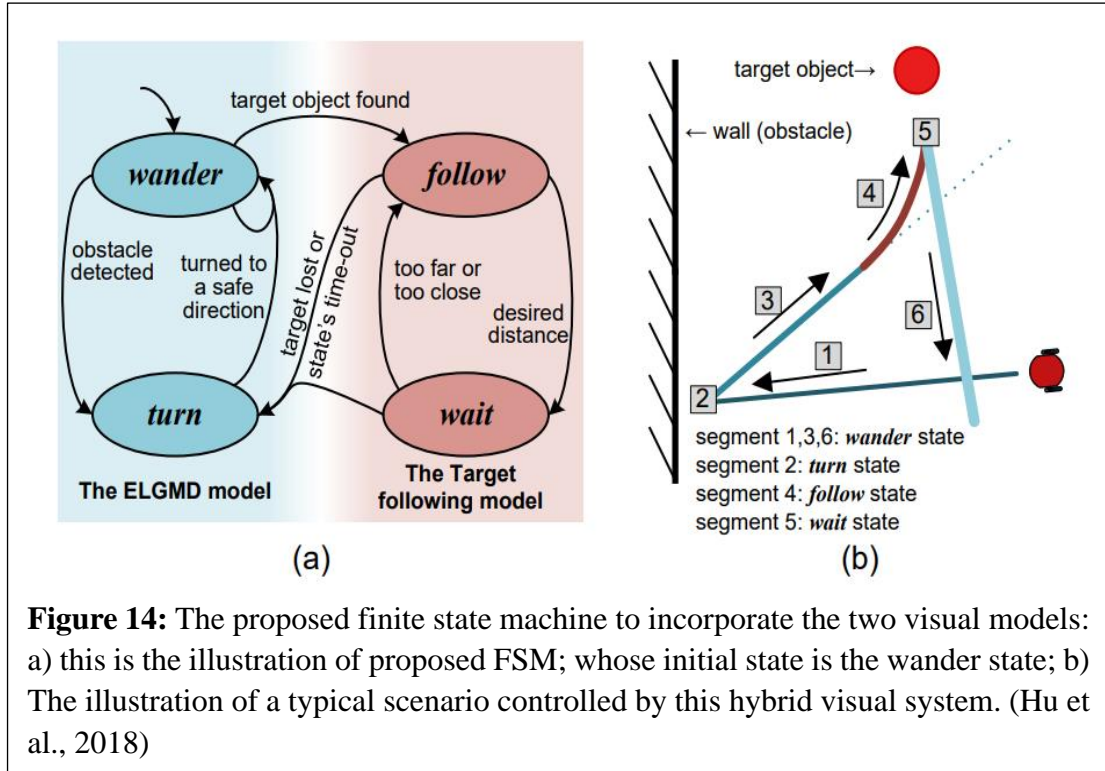 target object found
wander
follow
obstacle
detected
turned to
a safe
direction
target lost or
state's time-out
too far or
too close
desired
distance
turn
wait
The ELGMD model
The Target
following model
(a)
target object→
← wall (obstacle)
5
4
3
6
1
2
segment 1,3,6: wander state
segment 2: turn state
segment 4: follow state
segment 5: wait state
(b)
Figure 14: The proposed finite state machine to incorporate the two visual models:
a) this is the illustration of proposed FSM; whose initial state is the wander state; b)
The illustration of a typical scenario controlled by this hybrid visual system. (Hu et
al., 2018)